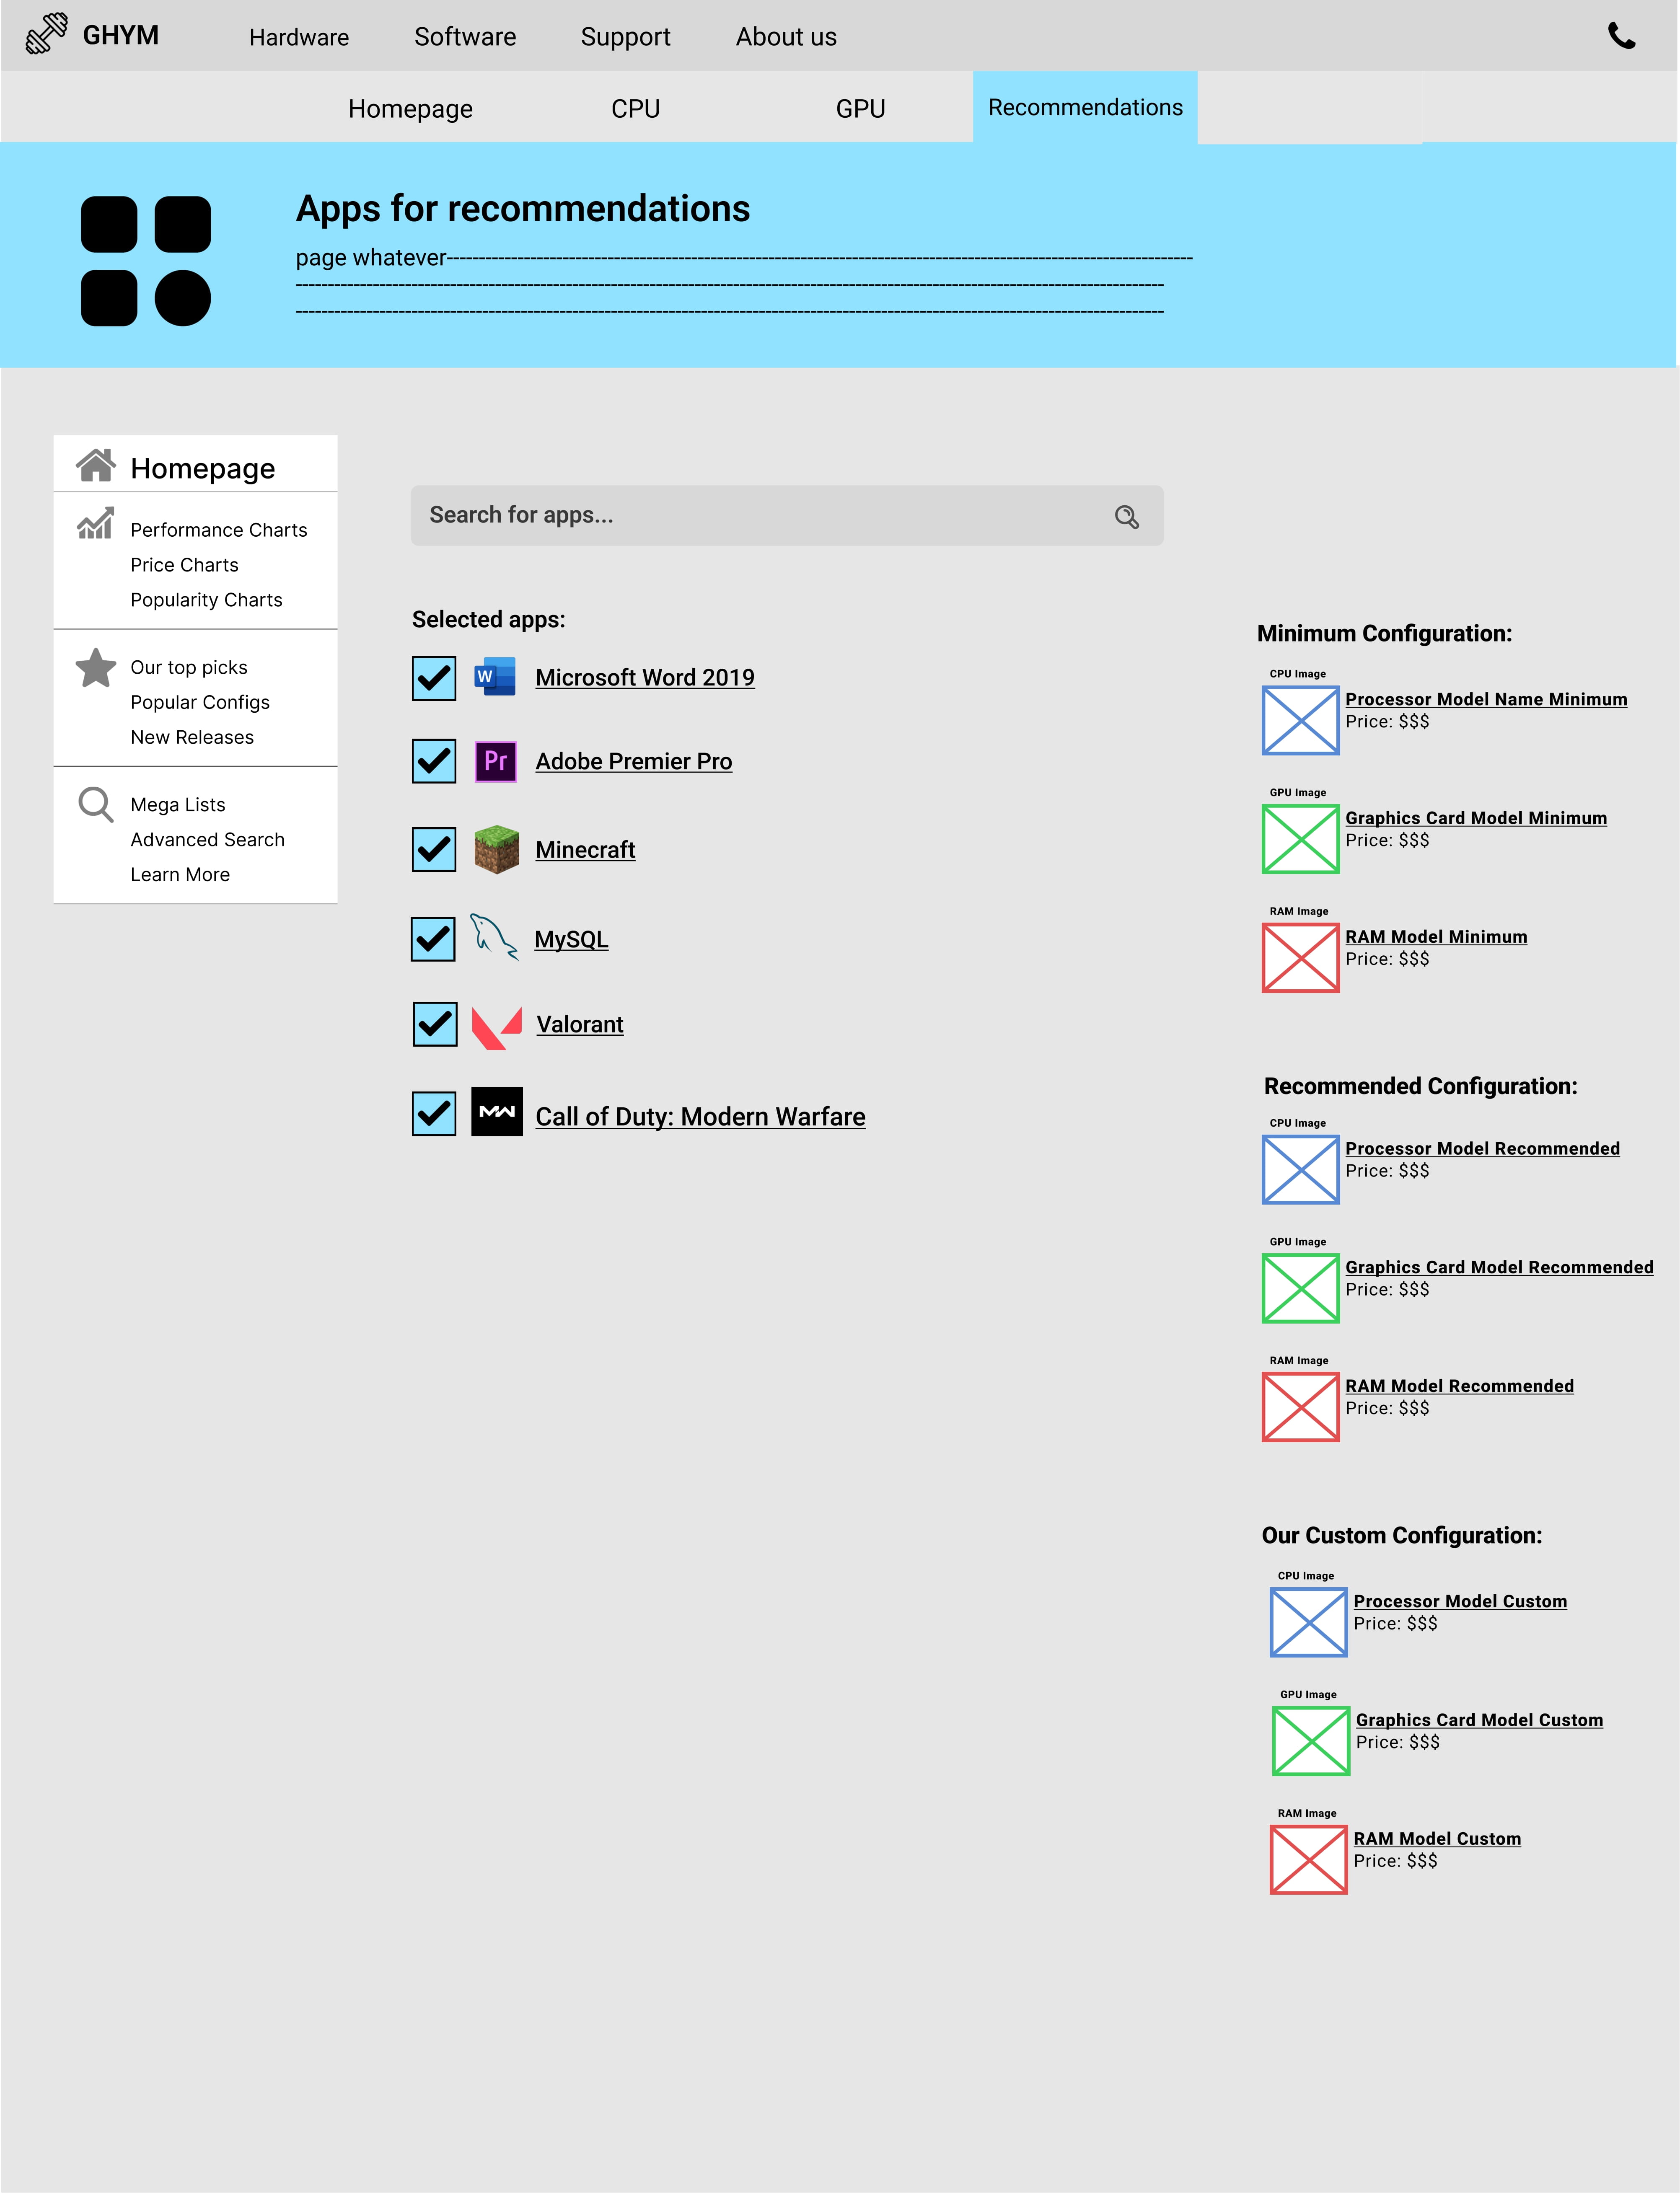 GHYM
Hardware
Software
Support
About us
Homepage
CPU
GPU
Recommendations
Apps for recommendations
page whatever--------------------------------------------------------------------------------------------------------------------
---------------------------------------------------------------------------------------------------------------------------------------
---------------------------------------------------------------------------------------------------------------------------------------
Homepage
Performance Charts
Price Charts
Popularity Charts
Our top picks
Popular Configs
New Releases
Mega Lists
Advanced Search
Learn More
Search for apps...
Selected apps:
W
Microsoft Word 2019
Pr
Adobe Premier Pro
Minecraft
MySQL
Valorant
MW
Call of Duty: Modern Warfare
Minimum Configuration:
CPU Image
Processor Model Name Minimum
Price: $$$
GPU Image
Graphics Card Model Minimum
Price: $$$
RAM Image
RAM Model Minimum
Price: $$$
Recommended Configuration:
CPU Image
Processor Model Recommended
Price: $$$
GPU Image
Graphics Card Model Recommended
Price: $$$
RAM Image
RAM Model Recommended
Price: $$$
Our Custom Configuration:
CPU Image
Processor Model Custom
Price: $$$
GPU Image
Graphics Card Model Custom
Price: $$$
RAM Image
RAM Model Custom
Price: $$$